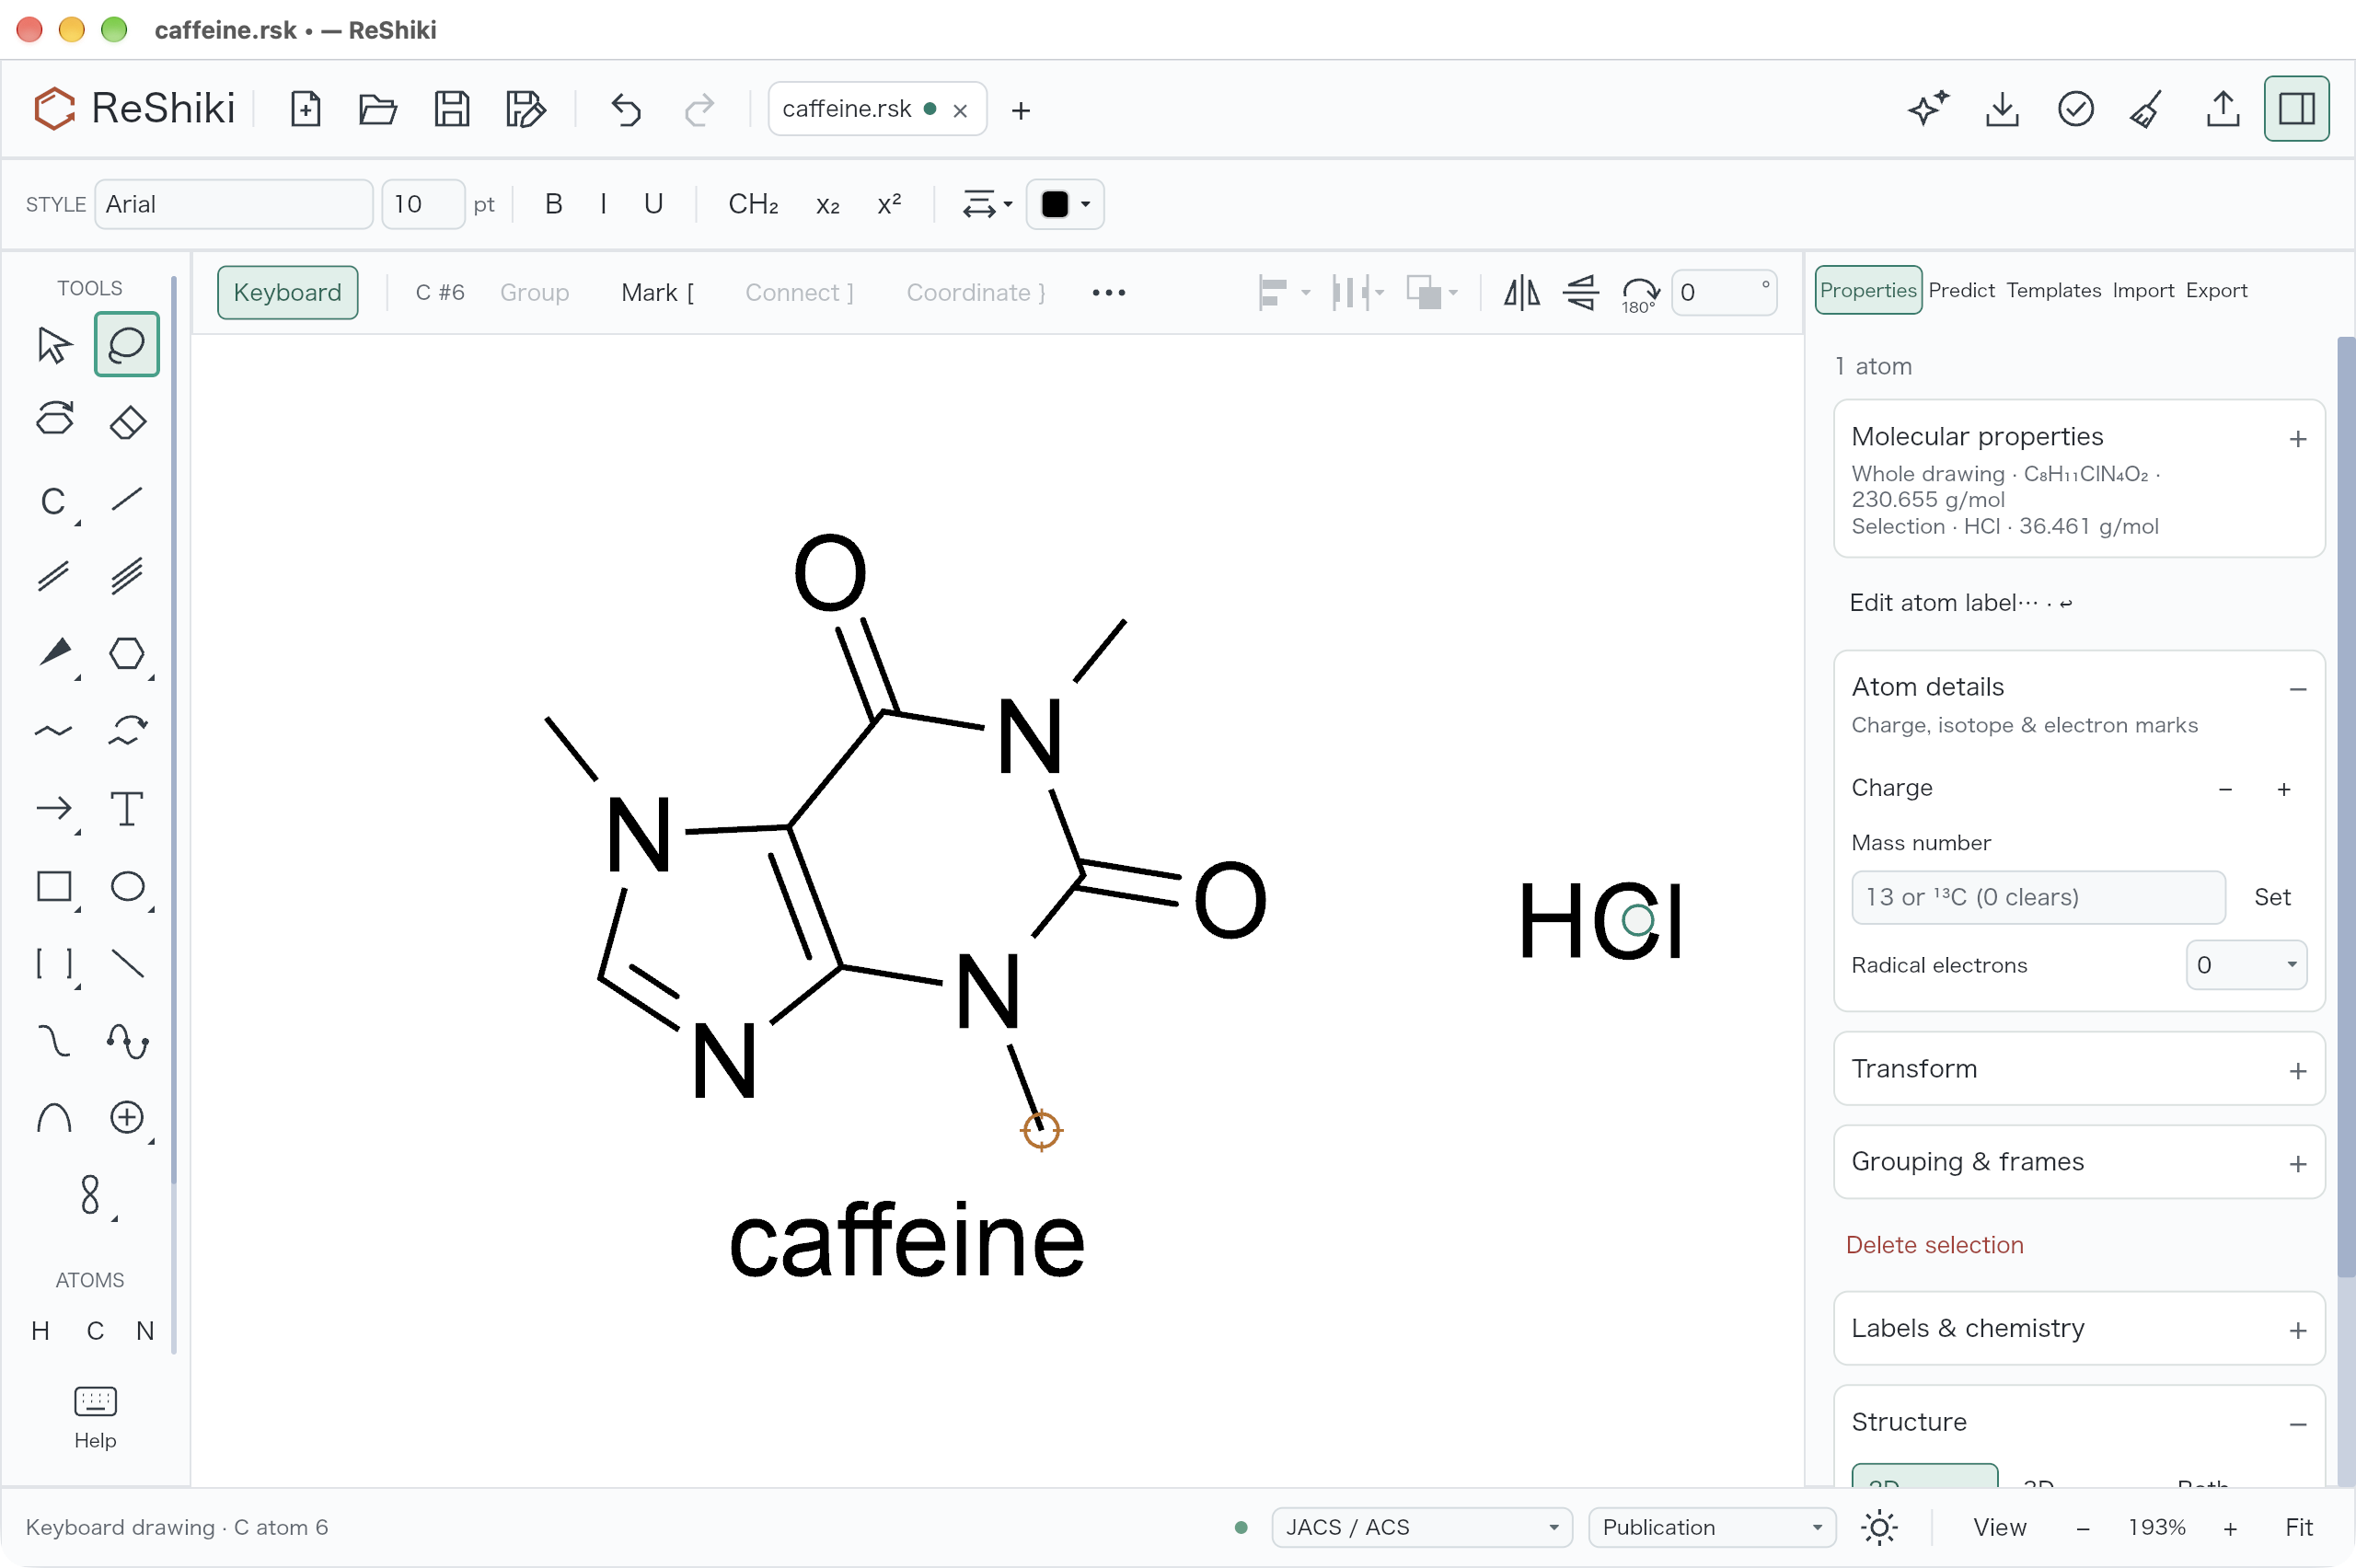 caffeine.rsk • — ReShiki
ReShiki
caffeine.rsk ● × +
STYLE Arial 10 pt B I U CH₂ x₂ x²
TOOLS
Keyboard C #6 Group Mark [ Connect ] Coordinate } ••• 180° 0 °
Properties Predict Templates Import Export
1 atom
Molecular properties +
Whole drawing · C₈H₁₁ClN₄O₂ ·
230.655 g/mol
Selection · HCl · 36.461 g/mol
Edit atom label⋯ · ↩
Atom details −
Charge, isotope & electron marks
Charge − +
Mass number
13 or ¹³C (0 clears) Set
Radical electrons 0
Transform +
Grouping & frames +
Delete selection
Labels & chemistry +
Structure −
2D 3D Both
C
T
[ ]
ATOMS
H C N
Help
O
N
N
O
HCl
N
N
caffeine
Keyboard drawing · C atom 6
JACS / ACS Publication View − 193% + Fit